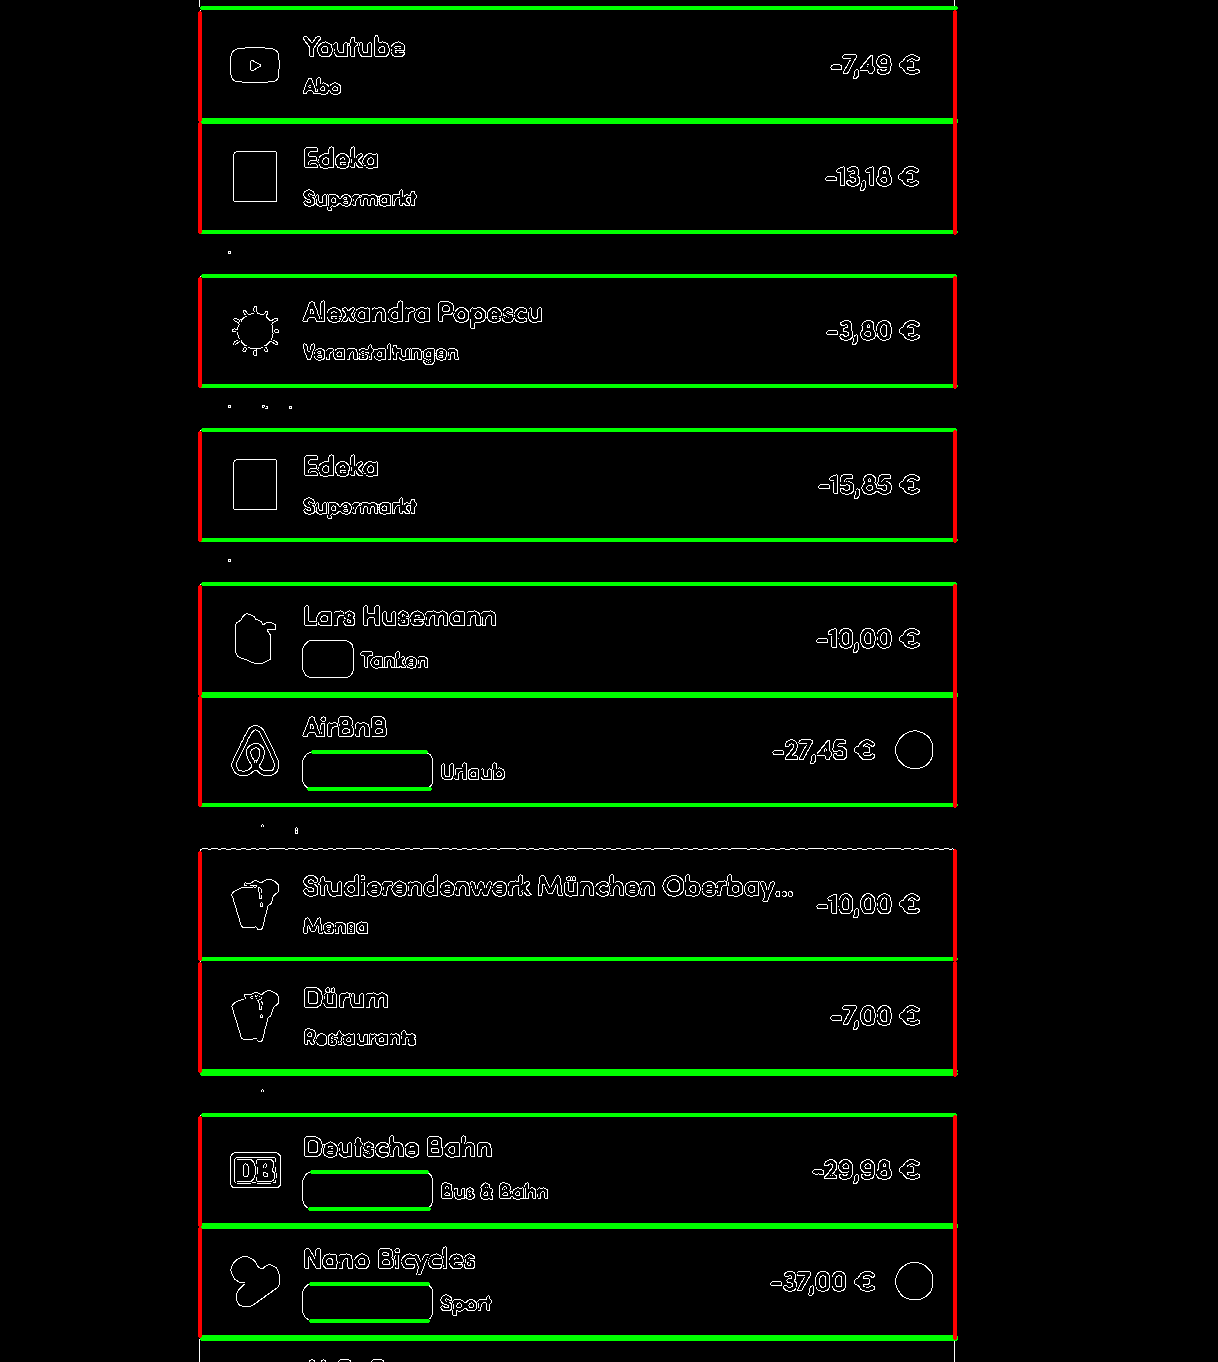 Youtube
-7,49 €
Abo
Edeka
-13,18 €
Supermarkt
Alexandra Popescu
-3,80 €
Veranstaltungen
Edeka
-15,85 €
Supermarkt
Lars Husemann
-10,00 €
Tanken
AirBnB
-27,45 €
Urlaub
Studierendenwerk München Oberbay...
-10,00 €
Mensa
Dürum
-7,00 €
Restaurants
Deutsche Bahn
DB
-29,98 €
Bus & Bahn
Nano Bicycles
-37,00 €
Sport